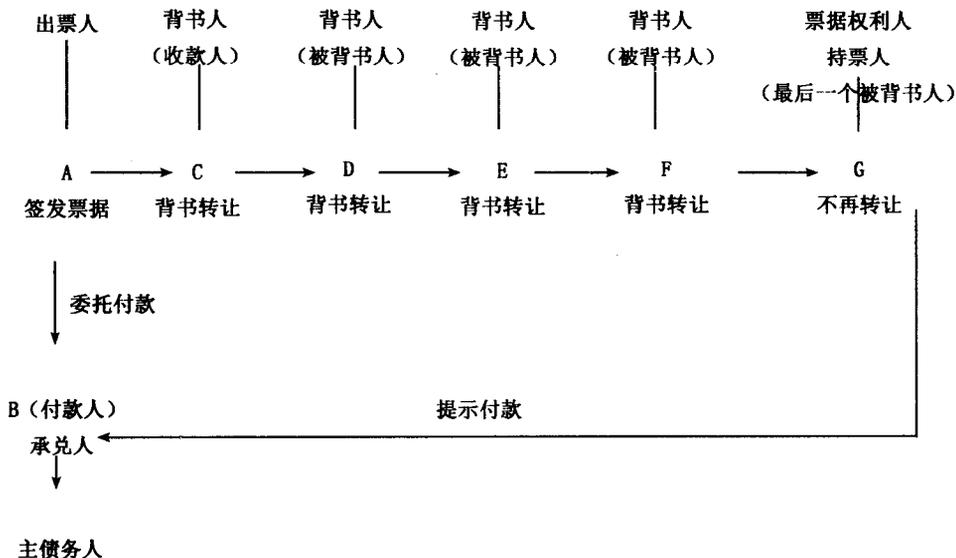 出票人 背书人 背书人 背书人 背书人 票据权利人
（收款人） （被背书人） （被背书人） （被背书人） 持票人
（最后一个被背书人）
A C D E F G
签发票据 背书转让 背书转让 背书转让 背书转让 不再转让
委托付款
B（付款人） 提示付款
承兑人
主债务人